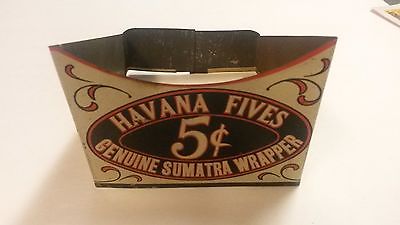 HAVANA FIVES
5¢
GENUINE SUMATRA WRAPPER